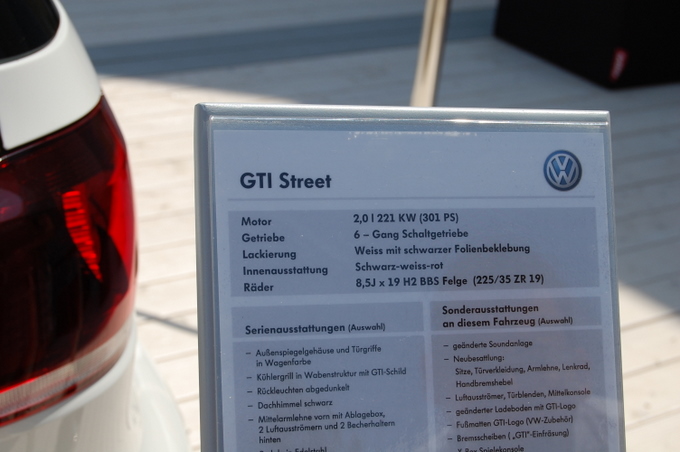 GTI Street
Motor 2,0 l 221 KW (301 PS)
Getriebe 6 – Gang Schaltgetriebe
Lackierung Weiss mit schwarzer Folienbeklebung
Innenausstattung Schwarz-weiss-rot
Räder 8,5J x 19 H2 BBS Felge (225/35 ZR 19)
Serienausstattungen (Auswahl)
– Außenspiegelgehäuse und Türgriffe
in Wagenfarbe
– Kühlergrill in Wabenstruktur mit GTI-Schild
– Rückleuchten abgedunkelt
– Dachhimmel schwarz
– Mittelarmlehne vorn mit Ablagebox,
2 Luftausströmern und 2 Becherhaltern
hinten
Sonderausstattungen
an diesem Fahrzeug (Auswahl)
– geänderte Soundanlage
– Neubesattlung:
Sitze, Türverkleidung, Armlehne, Lenkrad,
Handbremshebel
– Luftausströmer, Türblenden, Mittelkonsole
– geänderter Ladeboden mit GTI-Logo
– Fußmatten GTI-Logo (VW-Zubehör)
– Bremsscheiben ( „GTI“-Einfräsung)